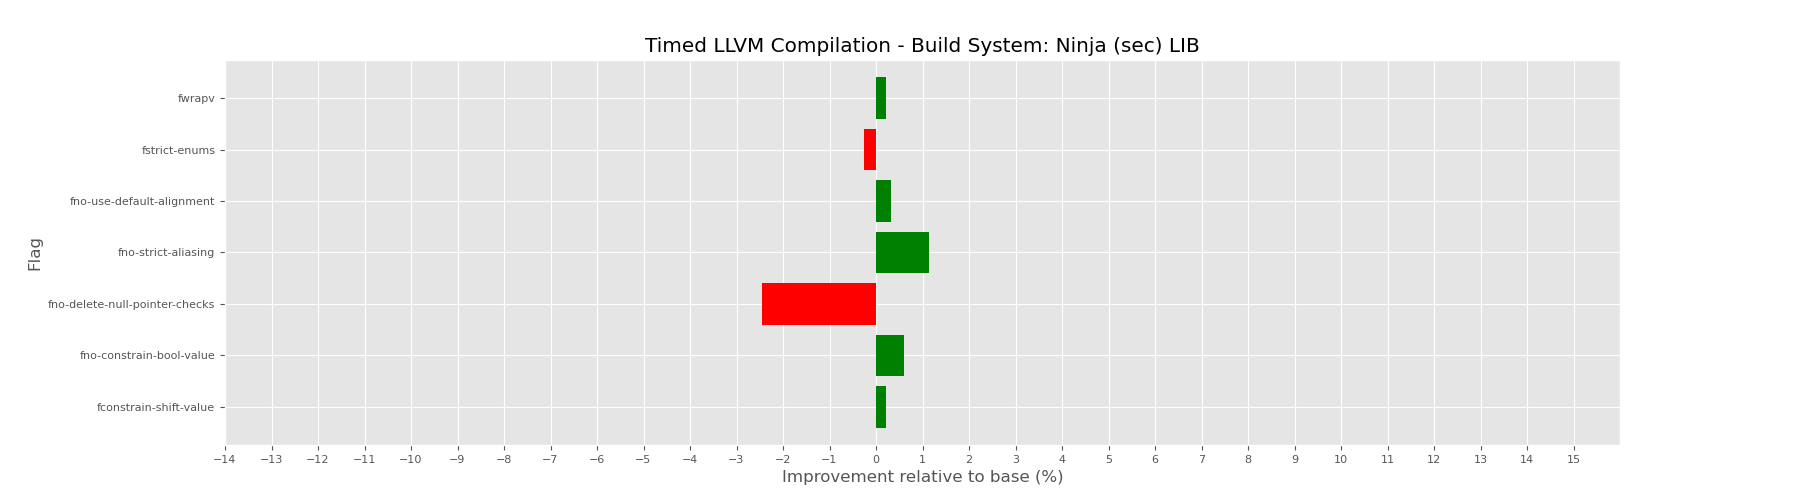 Timed LLVM Compilation - Build System: Ninja (sec) LIB
Flag
fwrapv
fstrict-enums
fno-use-default-alignment
fno-strict-aliasing
fno-delete-null-pointer-checks
fno-constrain-bool-value
fconstrain-shift-value
−14 −13 −12 −11 −10 −9 −8 −7 −6 −5 −4 −3 −2 −1 0 1 2 3 4 5 6 7 8 9 10 11 12 13 14 15
Improvement relative to base (%)